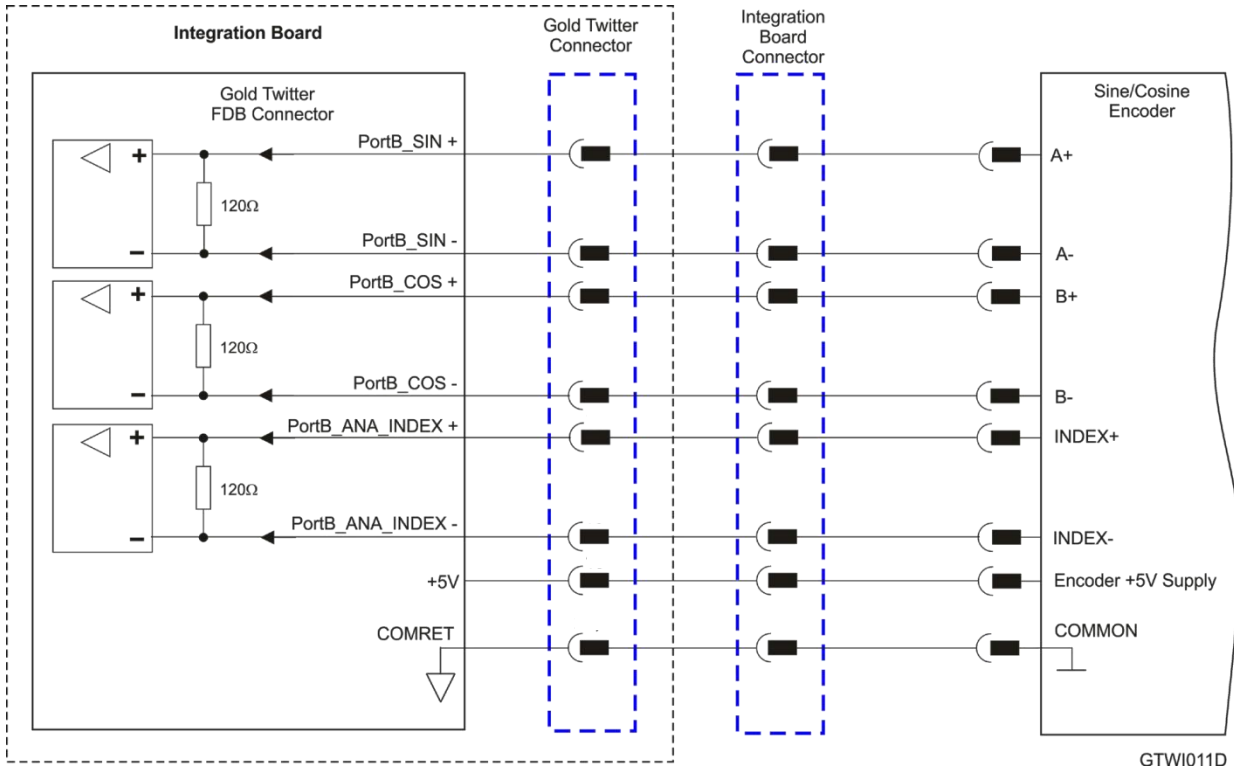 Integration Board
Gold Twitter
Connector
Integration
Board
Connector
Gold Twitter
FDB Connector
Sine/Cosine
Encoder
+
PortB_SIN +
A+
120Ω
-
PortB_SIN -
A-
+
PortB_COS +
B+
120Ω
-
PortB_COS -
B-
+
PortB_ANA_INDEX +
INDEX+
120Ω
-
PortB_ANA_INDEX -
INDEX-
+5V
Encoder +5V Supply
COMRET
COMMON
GTWI011D